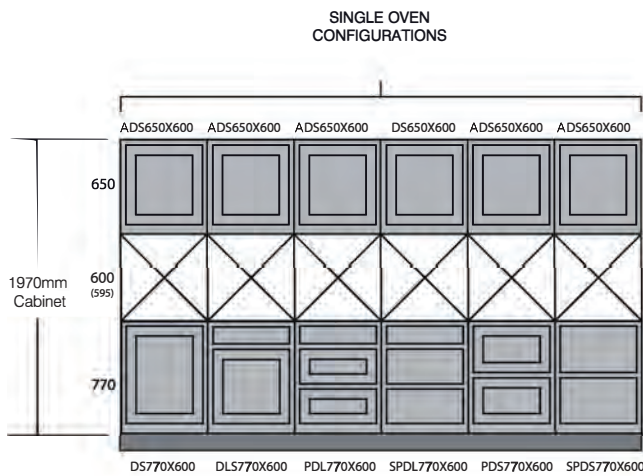 SINGLE OVEN
CONFIGURATIONS
ADS650X600 ADS650X600 ADS650X600 DS650X600 ADS650X600 ADS650X600
650
600
(595)
1970mm
Cabinet
770
DS770X600 DLS770X600 PDL770X600 SPDL770X600 PDS770X600 SPDS770X600